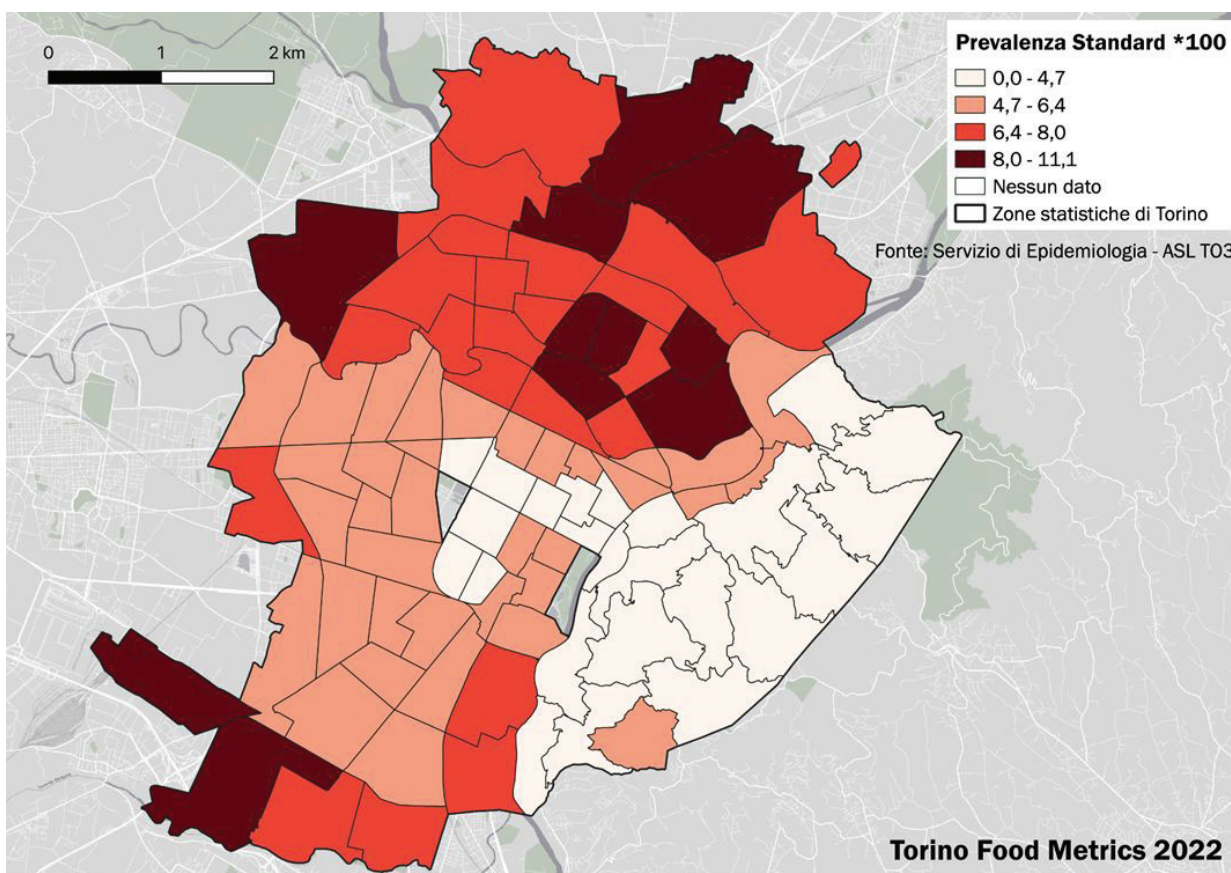 0 1 2 km
Prevalenza Standard *100
0,0 - 4,7
4,7 - 6,4
6,4 - 8,0
8,0 - 11,1
Nessun dato
Zone statistiche di Torino
Fonte: Servizio di Epidemiologia - ASL TO3
Torino Food Metrics 2022